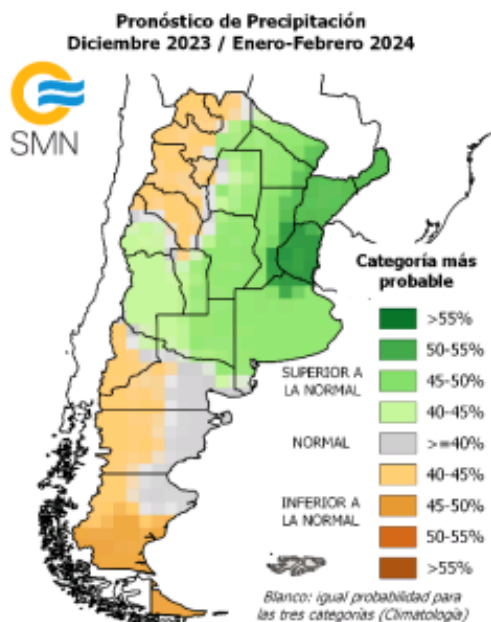 Pronóstico de Precipitación
Diciembre 2023 / Enero-Febrero 2024
SMN
Categoría más
probable
>55%
50-55%
SUPERIOR A
LA NORMAL
45-50%
40-45%
NORMAL
>=40%
40-45%
INFERIOR A
LA NORMAL
45-50%
50-55%
>55%
Blanco: igual probabilidad para
las tres categorías (Climatología)